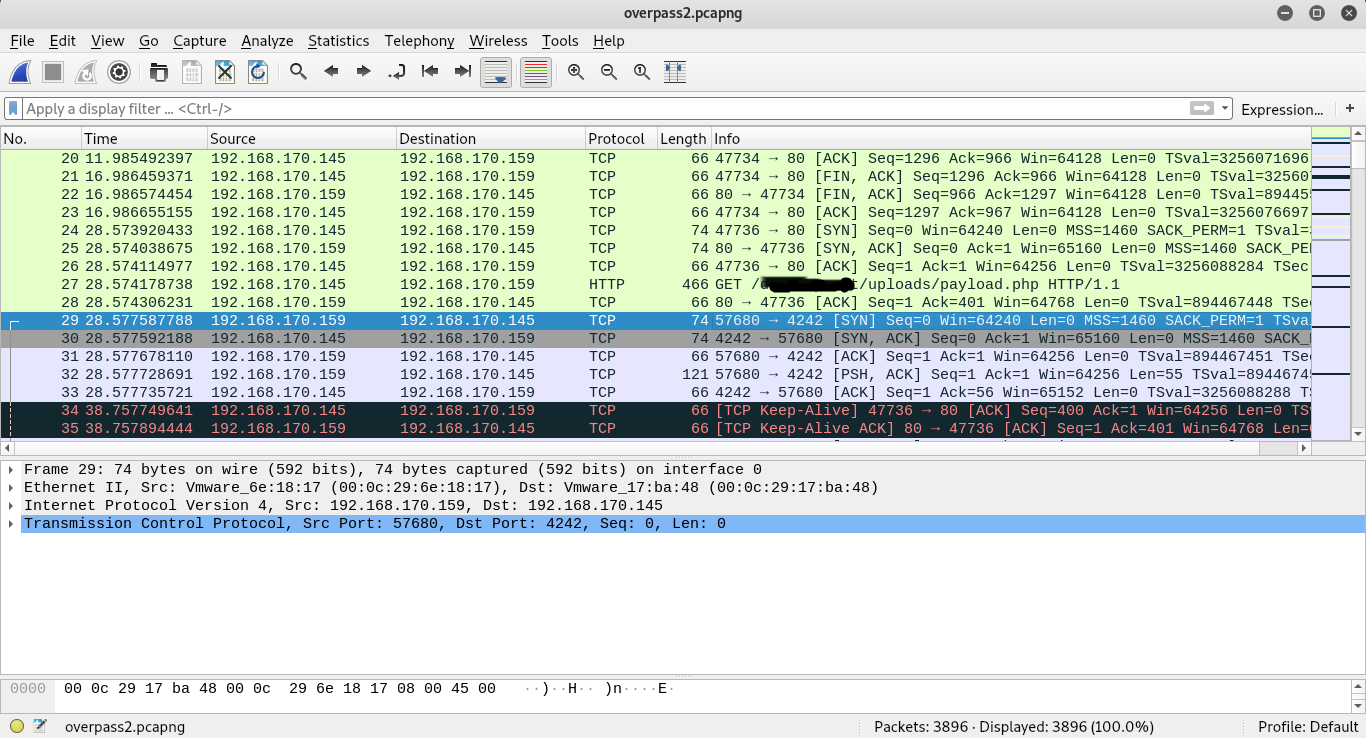 overpass2.pcapng
File Edit View Go Capture Analyze Statistics Telephony Wireless Tools Help
Apply a display filter ... <Ctrl-/> Expression... +
No. Time Source Destination Protocol Length Info
20 11.985492397 192.168.170.145 192.168.170.159 TCP 66 47734 → 80 [ACK] Seq=1296 Ack=966 Win=64128 Len=0 TSval=3256071696
21 16.986459371 192.168.170.145 192.168.170.159 TCP 66 47734 → 80 [FIN, ACK] Seq=1296 Ack=966 Win=64128 Len=0 TSval=32560
22 16.986574454 192.168.170.159 192.168.170.145 TCP 66 80 → 47734 [FIN, ACK] Seq=966 Ack=1297 Win=64128 Len=0 TSval=89445
23 16.986655155 192.168.170.145 192.168.170.159 TCP 66 47734 → 80 [ACK] Seq=1297 Ack=967 Win=64128 Len=0 TSval=3256076697
24 28.573920433 192.168.170.145 192.168.170.159 TCP 74 47736 → 80 [SYN] Seq=0 Win=64240 Len=0 MSS=1460 SACK_PERM=1 TSval=
25 28.574038675 192.168.170.159 192.168.170.145 TCP 74 80 → 47736 [SYN, ACK] Seq=0 Ack=1 Win=65160 Len=0 MSS=1460 SACK_PE
26 28.574114977 192.168.170.145 192.168.170.159 TCP 66 47736 → 80 [ACK] Seq=1 Ack=1 Win=64256 Len=0 TSval=3256088284 TSec
27 28.574178738 192.168.170.145 192.168.170.159 HTTP 466 GET /uploads/payload.php HTTP/1.1
28 28.574306231 192.168.170.159 192.168.170.145 TCP 66 80 → 47736 [ACK] Seq=1 Ack=401 Win=64768 Len=0 TSval=894467448 TSe
29 28.577587788 192.168.170.159 192.168.170.145 TCP 74 57680 → 4242 [SYN] Seq=0 Win=64240 Len=0 MSS=1460 SACK_PERM=1 TSva
30 28.577592188 192.168.170.145 192.168.170.159 TCP 74 4242 → 57680 [SYN, ACK] Seq=0 Ack=1 Win=65160 Len=0 MSS=1460 SACK_
31 28.577678110 192.168.170.159 192.168.170.145 TCP 66 57680 → 4242 [ACK] Seq=1 Ack=1 Win=64256 Len=0 TSval=894467451 TSe
32 28.577728691 192.168.170.159 192.168.170.145 TCP 121 57680 → 4242 [PSH, ACK] Seq=1 Ack=1 Win=64256 Len=55 TSval=8944674
33 28.577735721 192.168.170.145 192.168.170.159 TCP 66 4242 → 57680 [ACK] Seq=1 Ack=56 Win=65152 Len=0 TSval=3256088288 T
34 38.757749641 192.168.170.145 192.168.170.159 TCP 66 [TCP Keep-Alive] 47736 → 80 [ACK] Seq=400 Ack=1 Win=64256 Len=0 TS
35 38.757894444 192.168.170.159 192.168.170.145 TCP 66 [TCP Keep-Alive ACK] 80 → 47736 [ACK] Seq=1 Ack=401 Win=64768 Len=
Frame 29: 74 bytes on wire (592 bits), 74 bytes captured (592 bits) on interface 0
Ethernet II, Src: Vmware_6e:18:17 (00:0c:29:6e:18:17), Dst: Vmware_17:ba:48 (00:0c:29:17:ba:48)
Internet Protocol Version 4, Src: 192.168.170.159, Dst: 192.168.170.145
Transmission Control Protocol, Src Port: 57680, Dst Port: 4242, Seq: 0, Len: 0
0000 00 0c 29 17 ba 48 00 0c 29 6e 18 17 08 00 45 00 ··)··H·· )n····E·
overpass2.pcapng Packets: 3896 · Displayed: 3896 (100.0%) Profile: Default